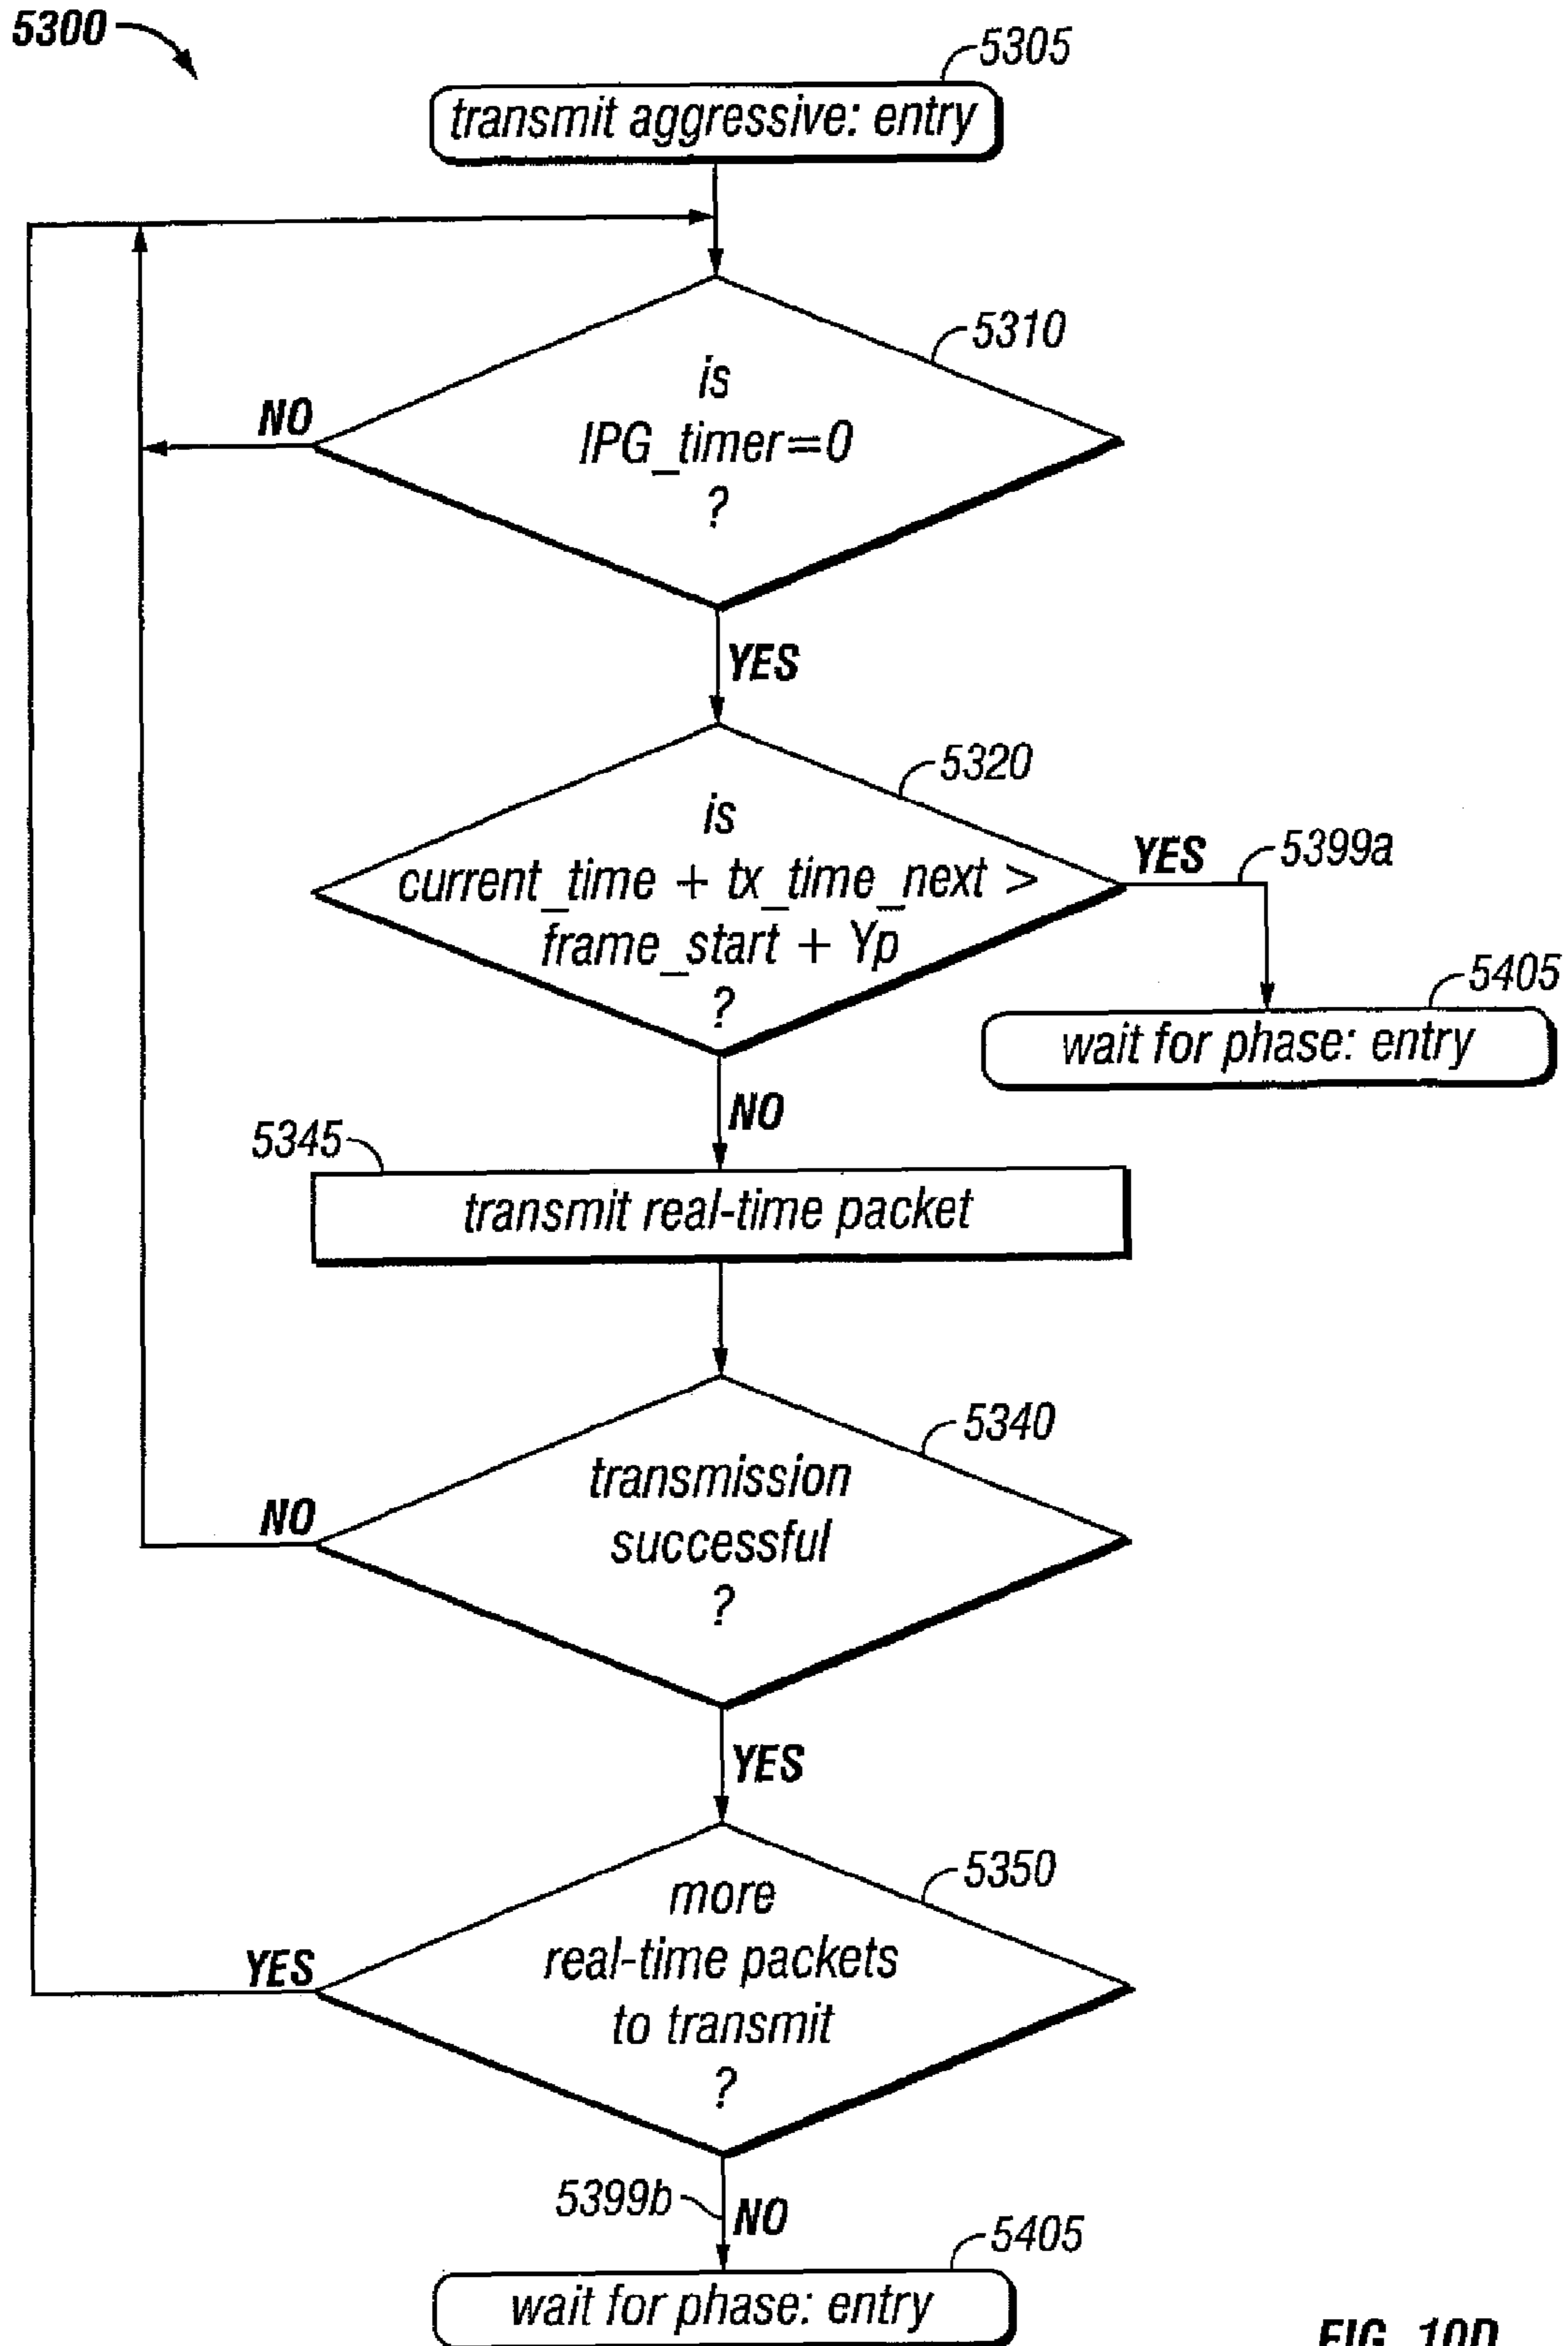 5300
5305
transmit aggressive: entry
5310
is
IPG_timer=0
?
NO
YES
5320
is
current_time + tx_time_next >
frame_start + Yp
?
YES
5399a
5405
wait for phase: entry
NO
5345
transmit real-time packet
5340
transmission
successful
?
NO
YES
5350
more
real-time packets
to transmit
?
YES
5399b
NO
5405
wait for phase: entry
FIG. 10D